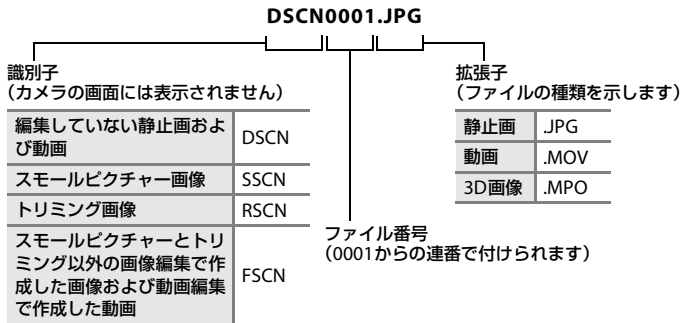 DSCN0001.JPG
識別子
（カメラの画面には表示されません）
編集していない静止画およ
び動画
DSCN
スモールピクチャー画像
SSCN
トリミング画像
RSCN
スモールピクチャーとトリ
ミング以外の画像編集で作
成した画像および動画編集
で作成した動画
FSCN
ファイル番号
（0001からの連番で付けられます）
拡張子
（ファイルの種類を示します）
静止画
.JPG
動画
.MOV
3D画像
.MPO